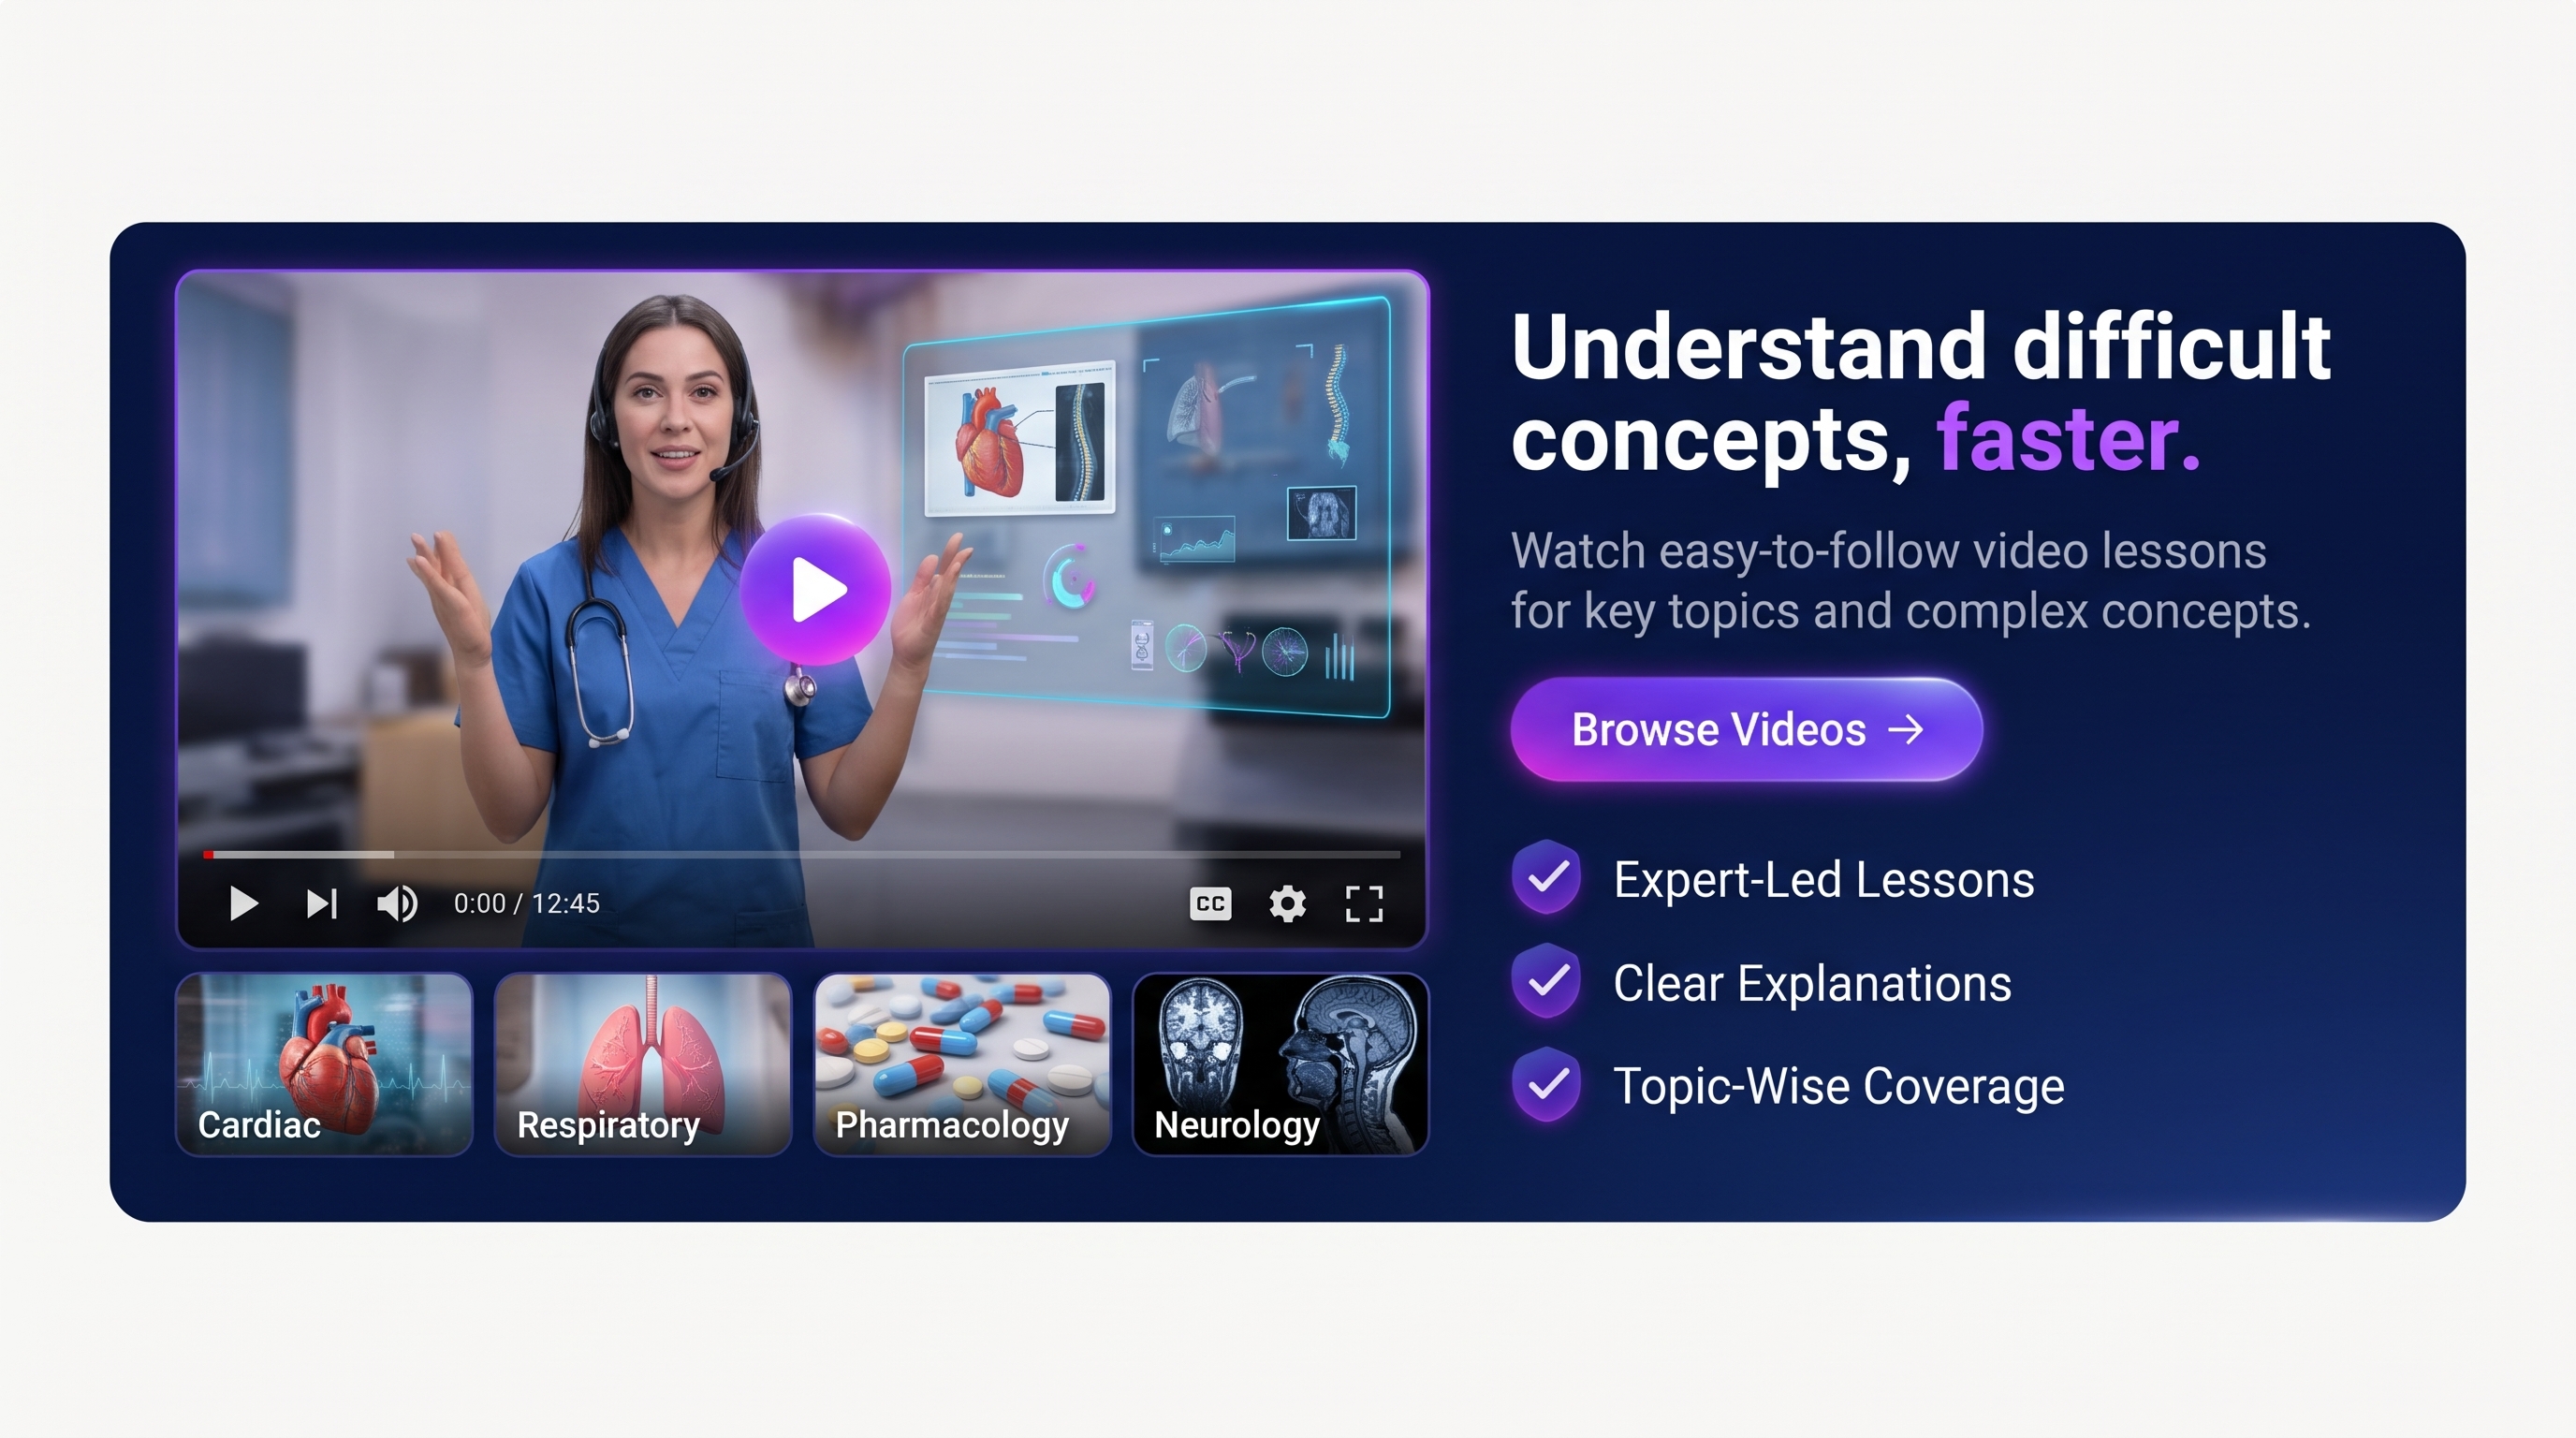 Understand difficult
concepts, faster.
Watch easy-to-follow video lessons
for key topics and complex concepts.
Browse Videos →
Expert-Led Lessons
Clear Explanations
Topic-Wise Coverage
0:00 / 12:45
CC
Cardiac
Respiratory
Pharmacology
Neurology